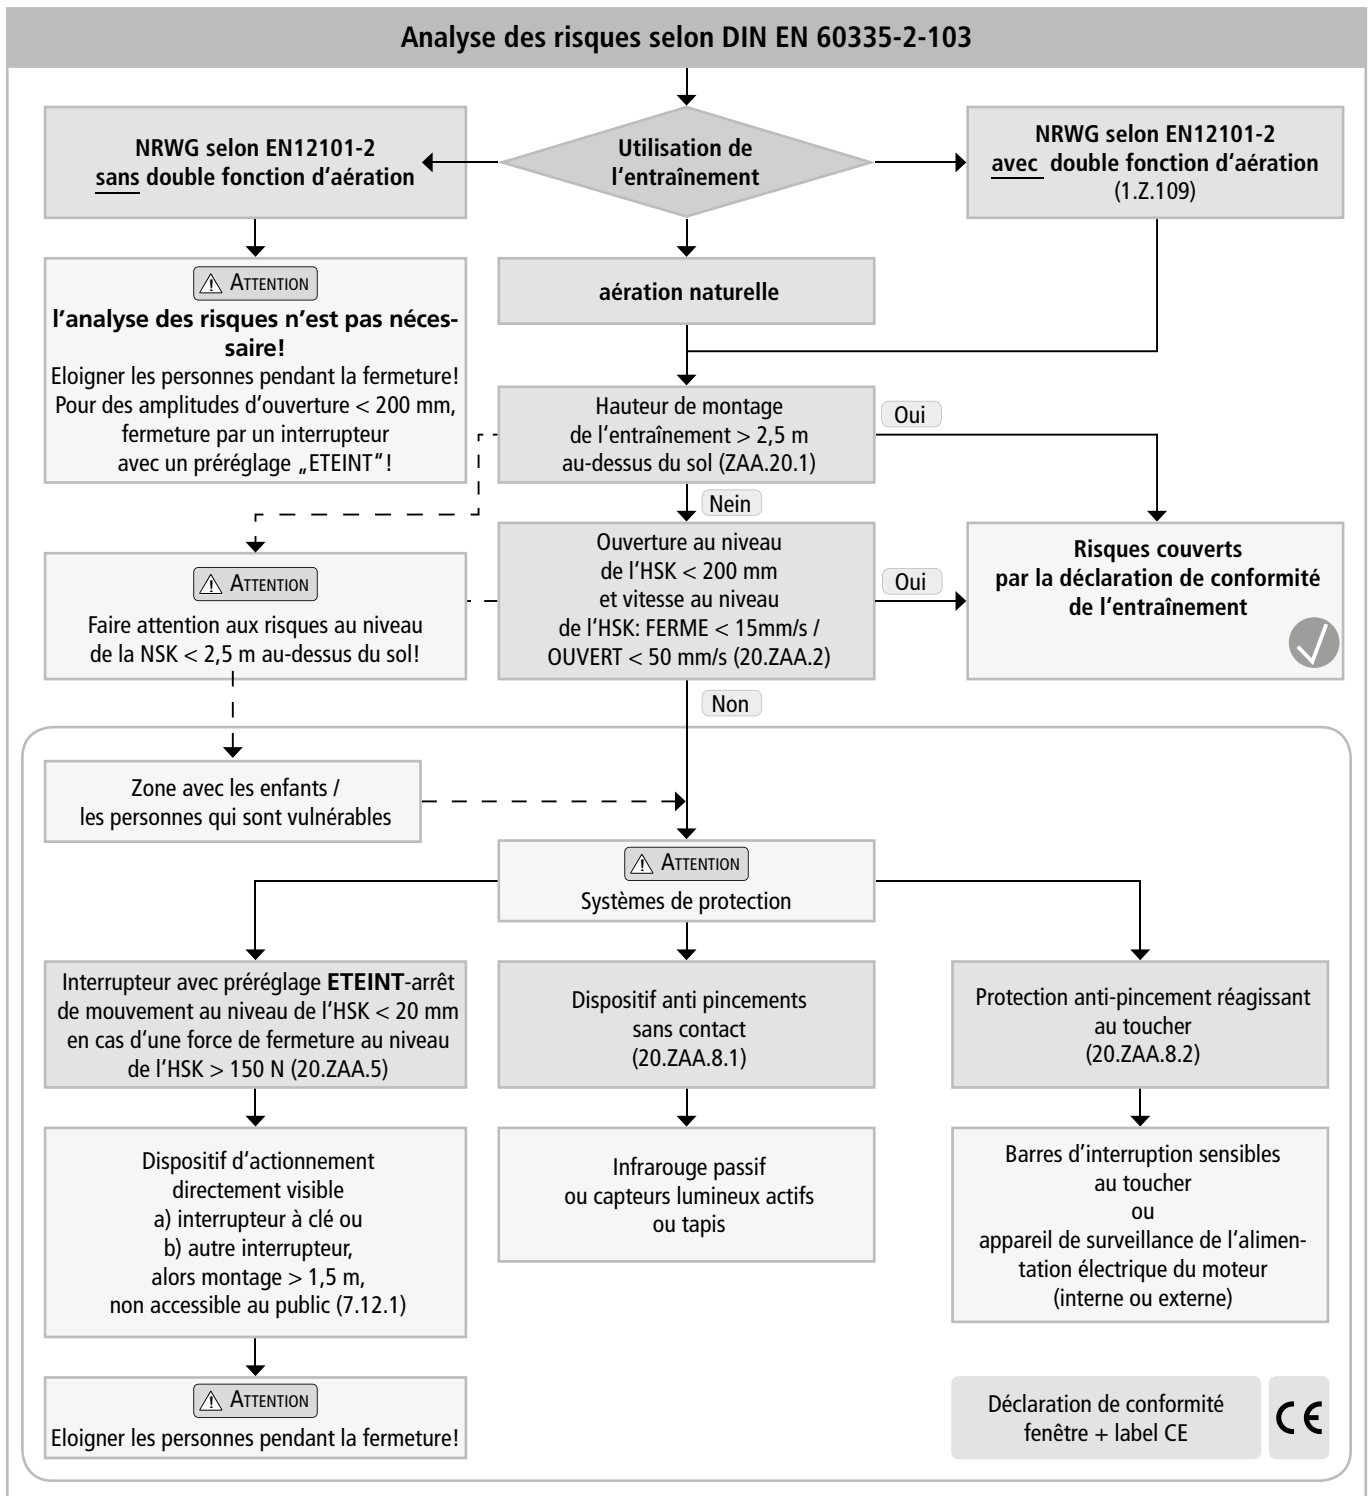 Analyse des risques selon DIN EN 60335-2-103
NRWG selon EN12101-2
sans double fonction d‘aération
Utilisation de
l‘entraînement
NRWG selon EN12101-2
avec double fonction d‘aération
(1.Z.109)
ATTENTION
l’analyse des risques n’est pas néces-
saire!
Eloigner les personnes pendant la fermeture!
Pour des amplitudes d‘ouverture < 200 mm,
fermeture par un interrupteur
avec un préréglage „ETEINT“!
aération naturelle
Hauteur de montage
de l‘entraînement > 2,5 m
au-dessus du sol (ZAA.20.1)
Oui
Nein
Ouverture au niveau
de l‘HSK < 200 mm
et vitesse au niveau
de l‘HSK: FERME < 15mm/s /
OUVERT < 50 mm/s (20.ZAA.2)
Oui
Risques couverts
par la déclaration de conformité
de l‘entraînement
ATTENTION
Faire attention aux risques au niveau
de la NSK < 2,5 m au-dessus du sol!
Non
Zone avec les enfants /
les personnes qui sont vulnérables
ATTENTION
Systèmes de protection
Interrupteur avec préréglage ETEINT-arrêt
de mouvement au niveau de l‘HSK < 20 mm
en cas d‘une force de fermeture au niveau
de l‘HSK > 150 N (20.ZAA.5)
Dispositif anti pincements
sans contact
(20.ZAA.8.1)
Protection anti-pincement réagissant
au toucher
(20.ZAA.8.2)
Dispositif d‘actionnement
directement visible
a) interrupteur à clé ou
b) autre interrupteur,
alors montage > 1,5 m,
non accessible au public (7.12.1)
Infrarouge passif
ou capteurs lumineux actifs
ou tapis
Barres d‘interruption sensibles
au toucher
ou
appareil de surveillance de l‘alimen-
tation électrique du moteur
(interne ou externe)
ATTENTION
Eloigner les personnes pendant la fermeture!
Déclaration de conformité
fenêtre + label CE
CE